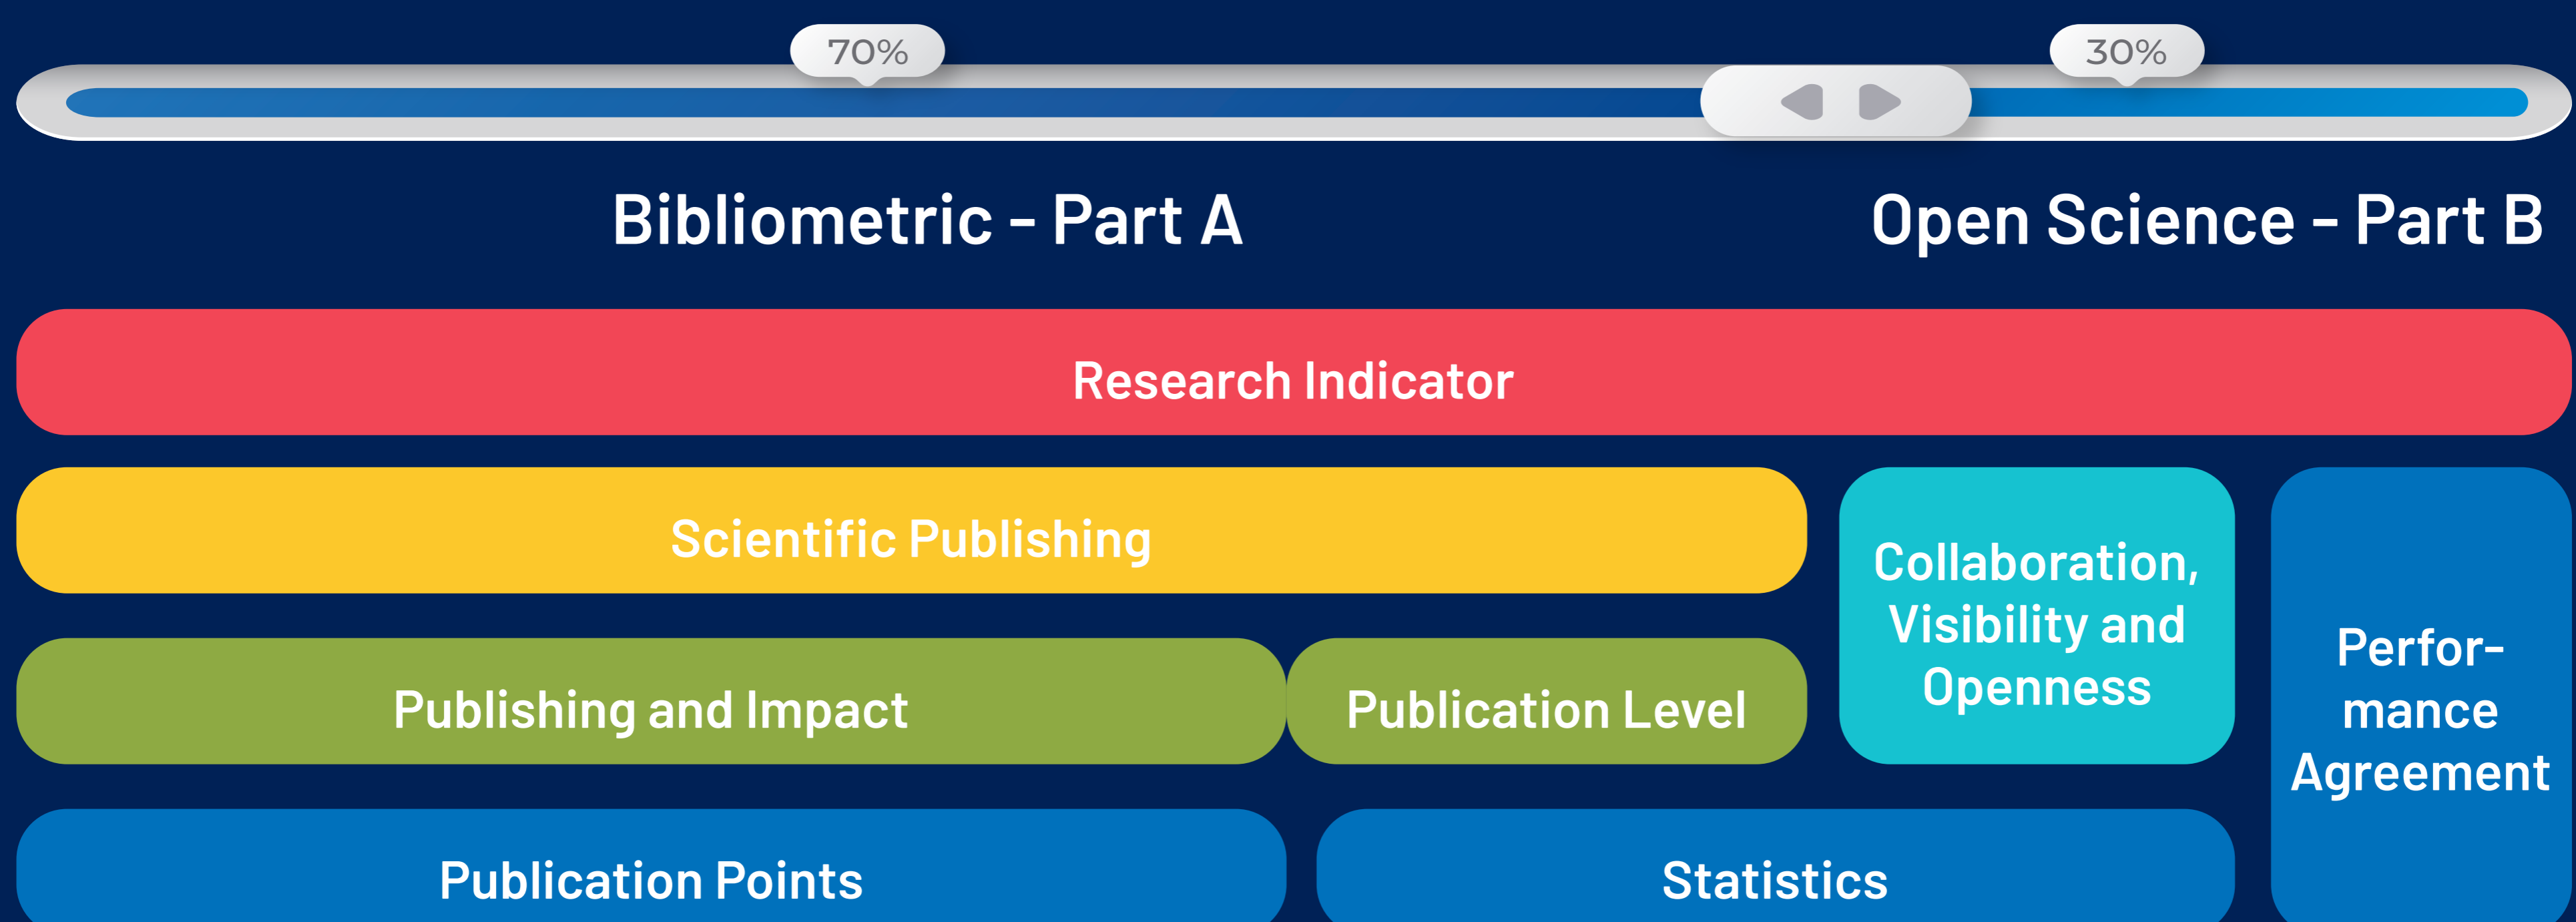 70%
30%
Bibliometric - Part A
Open Science - Part B
Research Indicator
Scientific Publishing
Collaboration,
Visibility and
Openness
Perfor-
mance
Agreement
Publishing and Impact
Publication Level
Publication Points
Statistics